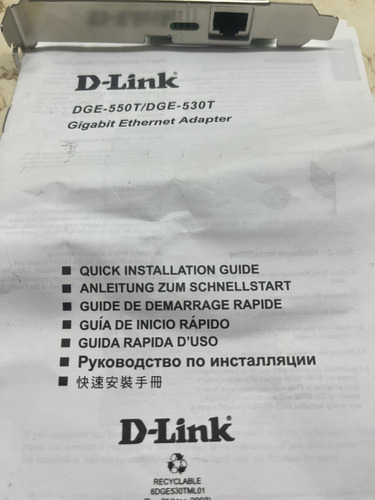 D-Link
DGE-550T/DGE-530T
Gigabit Ethernet Adapter
■ QUICK INSTALLATION GUIDE
■ ANLEITUNG ZUM SCHNELLSTART
■ GUIDE DE DEMARRAGE RAPIDE
■ GUÍA DE INICIO RÁPIDO
■ GUIDA RAPIDA D'USO
■ Руководство по инсталляции
■ 快速安裝手冊
D-Link
RECYCLABLE
6DGE530TML01